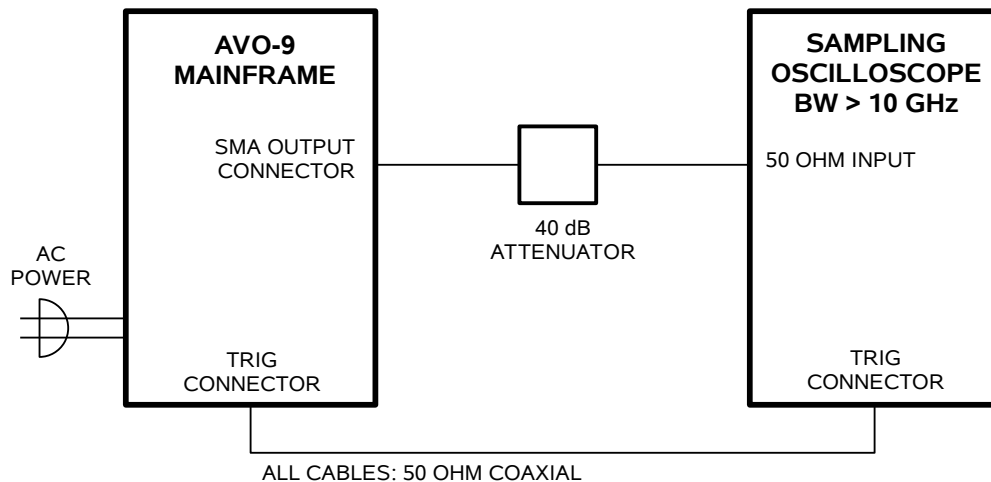 AVO-9
MAINFRAME
SMA OUTPUT
CONNECTOR
TRIG
CONNECTOR
AC
POWER
40 dB
ATTENUATOR
SAMPLING
OSCILLOSCOPE
BW > 10 GHz
50 OHM INPUT
TRIG
CONNECTOR
ALL CABLES: 50 OHM COAXIAL